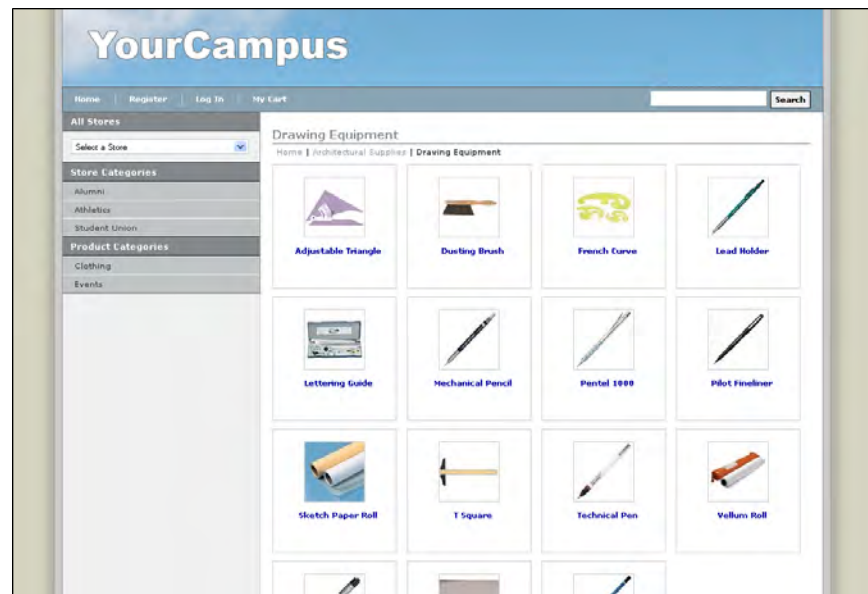 YourCampus
Home | Register | Log In | My Cart
Search
All Stores
Select a Store
Store Categories
Alumni
Athletics
Student Union
Product Categories
Clothing
Events
Drawing Equipment
Home | Architectural Supplies | Drawing Equipment
Adjustable Triangle
Dusting Brush
French Curve
Lead Holder
Lettering Guide
Mechanical Pencil
Pentel 1000
Pilot Fineliner
Sketch Paper Roll
T Square
Technical Pen
Vellum Roll